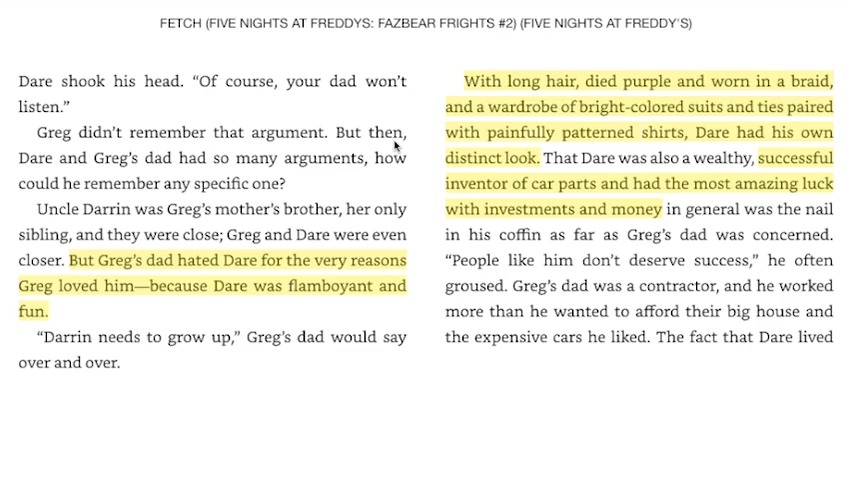 FETCH (FIVE NIGHTS AT FREDDYS: FAZBEAR FRIGHTS #2) (FIVE NIGHTS AT FREDDY'S)
Dare shook his head. “Of course, your dad won’t
listen.”
Greg didn’t remember that argument. But then,
Dare and Greg’s dad had so many arguments, how
could he remember any specific one?
Uncle Darrin was Greg’s mother’s brother, her only
sibling, and they were close; Greg and Dare were even
closer. But Greg’s dad hated Dare for the very reasons
Greg loved him—because Dare was flamboyant and
fun.
“Darrin needs to grow up,” Greg’s dad would say
over and over.
With long hair, died purple and worn in a braid,
and a wardrobe of bright-colored suits and ties paired
with painfully patterned shirts, Dare had his own
distinct look. That Dare was also a wealthy, successful
inventor of car parts and had the most amazing luck
with investments and money in general was the nail
in his coffin as far as Greg’s dad was concerned.
“People like him don’t deserve success,” he often
groused. Greg’s dad was a contractor, and he worked
more than he wanted to afford their big house and
the expensive cars he liked. The fact that Dare lived